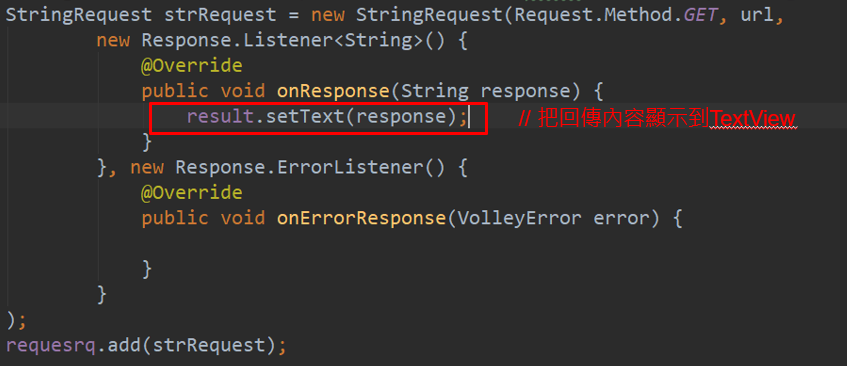 StringRequest strRequest = new StringRequest(Request.Method.GET, url,
new Response.Listener<String>() {
@Override
public void onResponse(String response) {
result.setText(response); // 把回傳內容顯示到TextView
}
}, new Response.ErrorListener() {
@Override
public void onErrorResponse(VolleyError error) {
}
}
);
requesrq.add(strRequest);